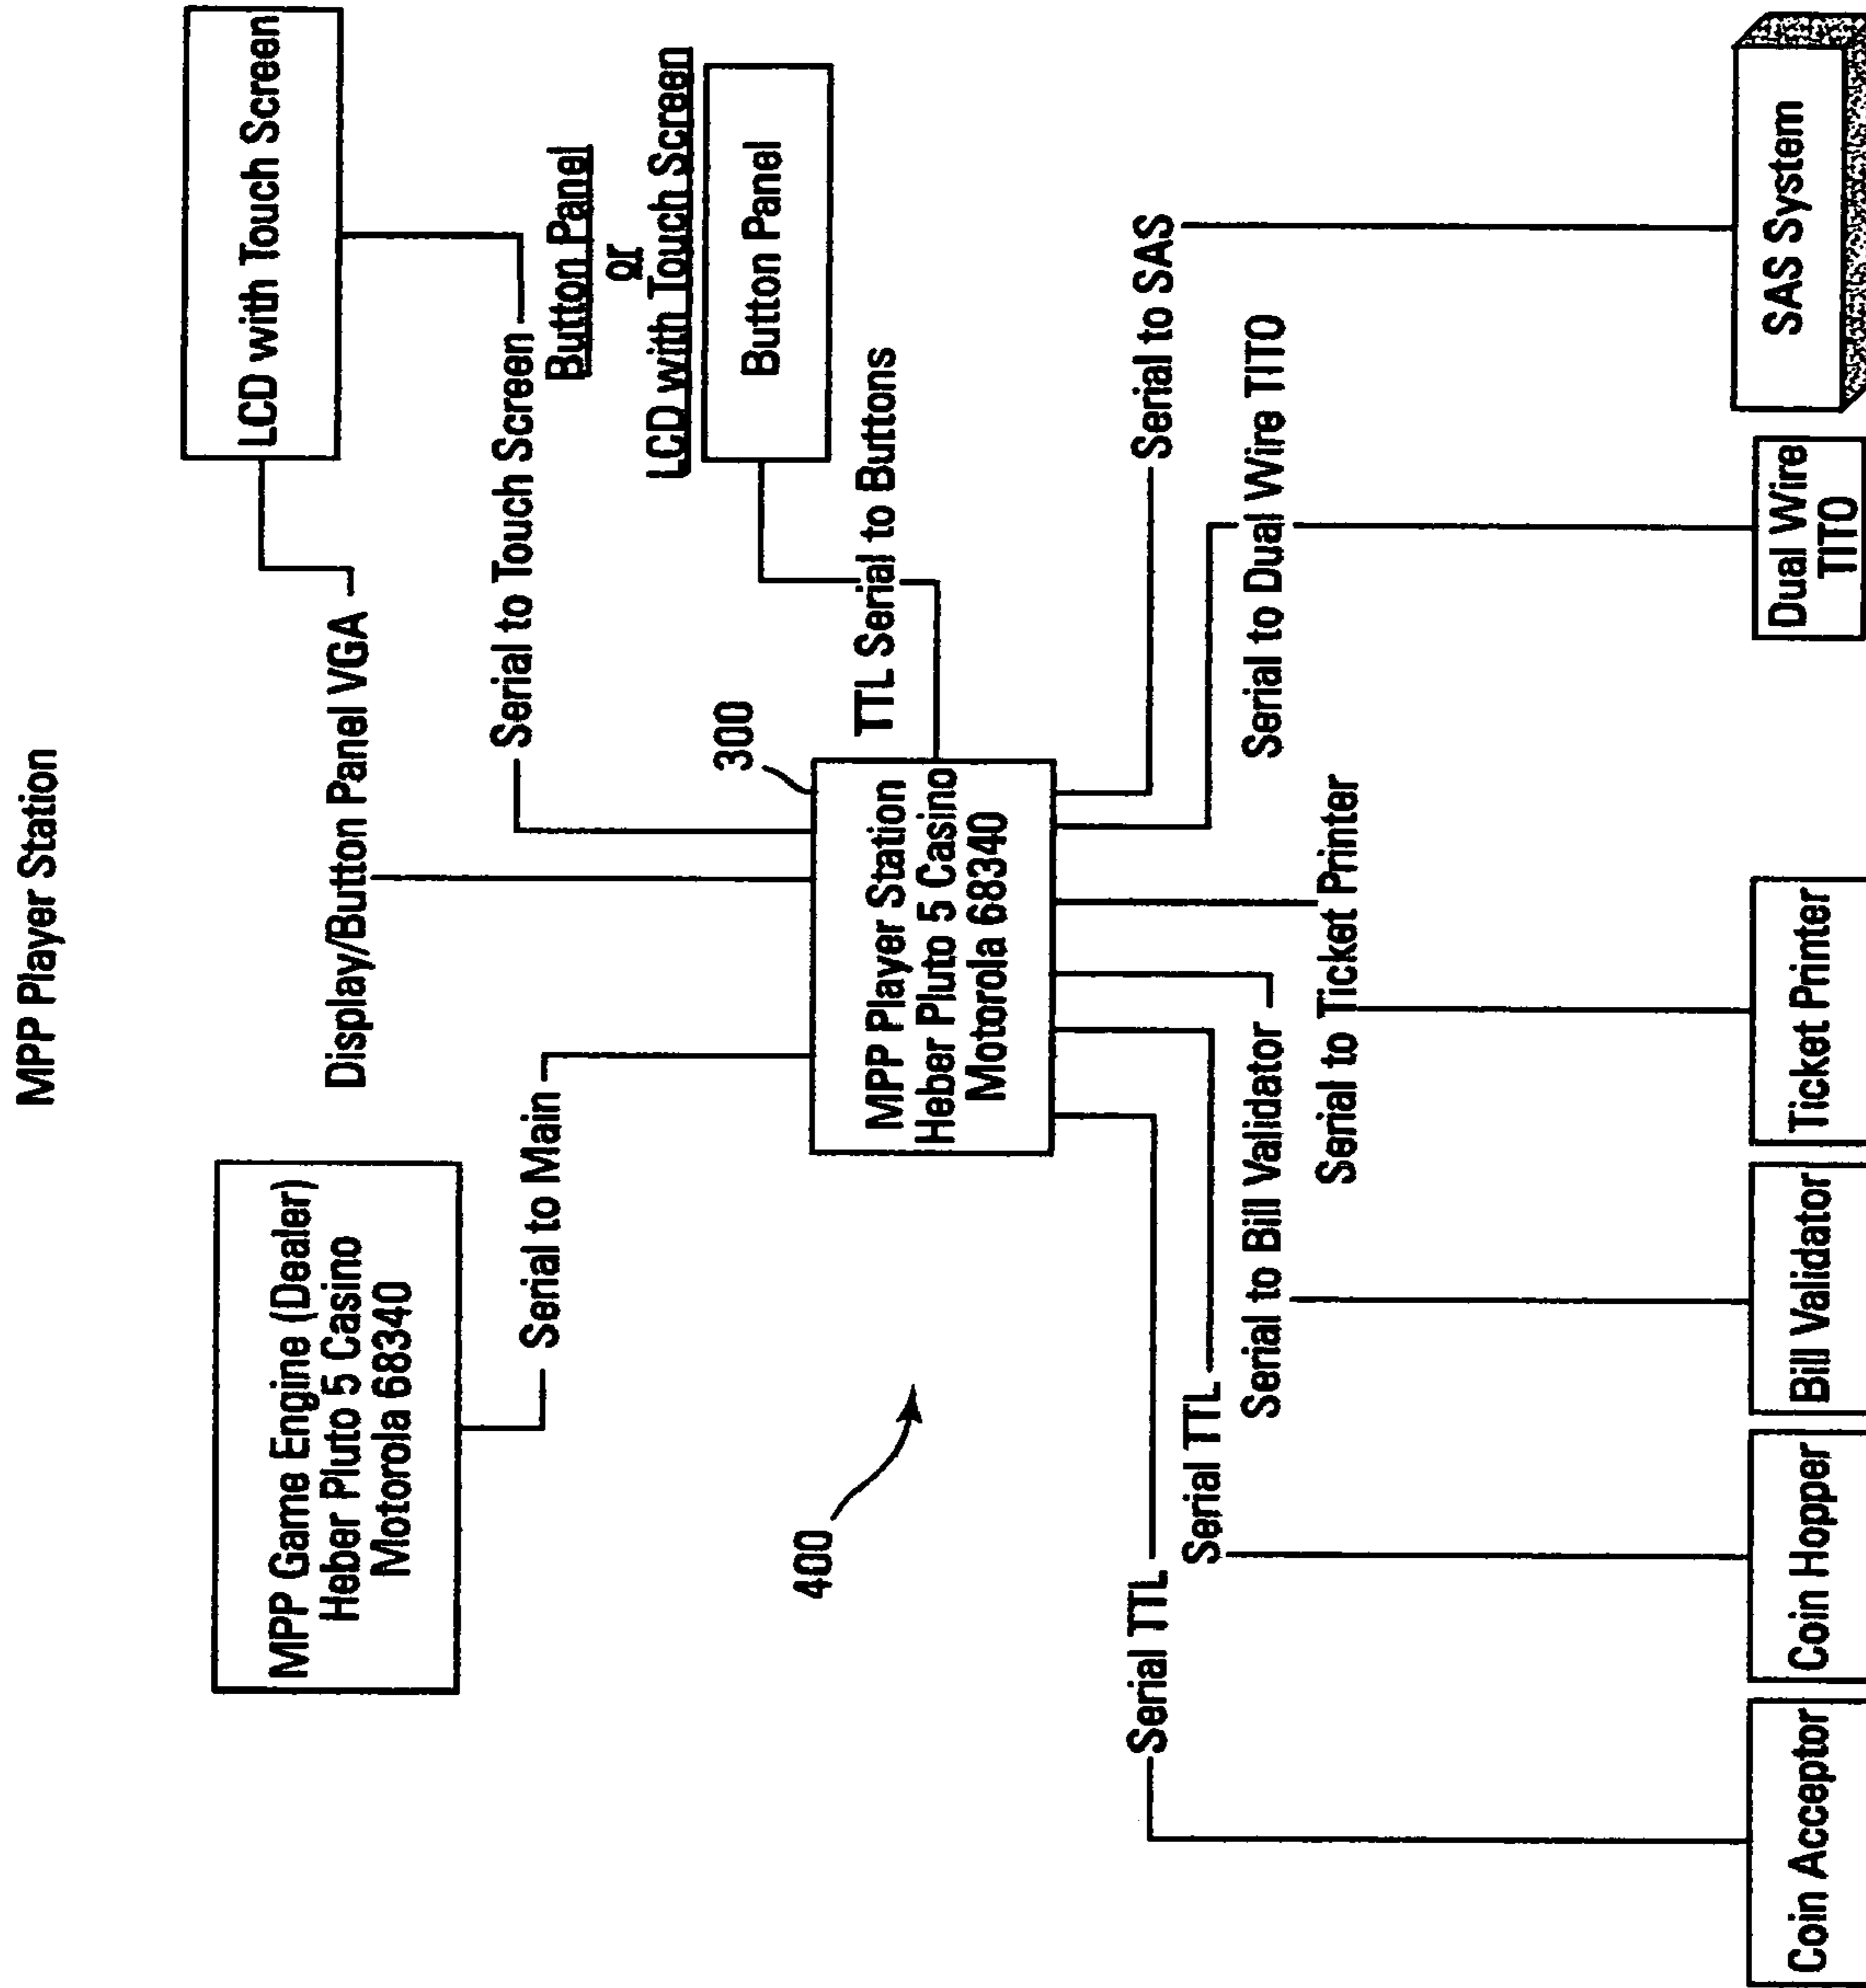 MPP Player Station
MPP Game Engine (Dealer)
Heber Pluto 5 Casino
Motorola 68340
LCD with Touch Screen
Display/Button Panel VGA
Serial to Main
Serial to Touch Screen
Button Panel
or
LCD with Touch Screen
Button Panel
300
MPP Player Station
Heber Pluto 5 Casino
Motorola 68340
TTL Serial to Buttons
400
Serial TTL
Serial TTL
Serial to Bill Validator
Serial to Ticket Printer
Serial to SAS
Serial to Dual Wire TITO
Coin Acceptor
Coin Hopper
Bill Validator
Ticket Printer
Dual Wire
TITO
SAS System